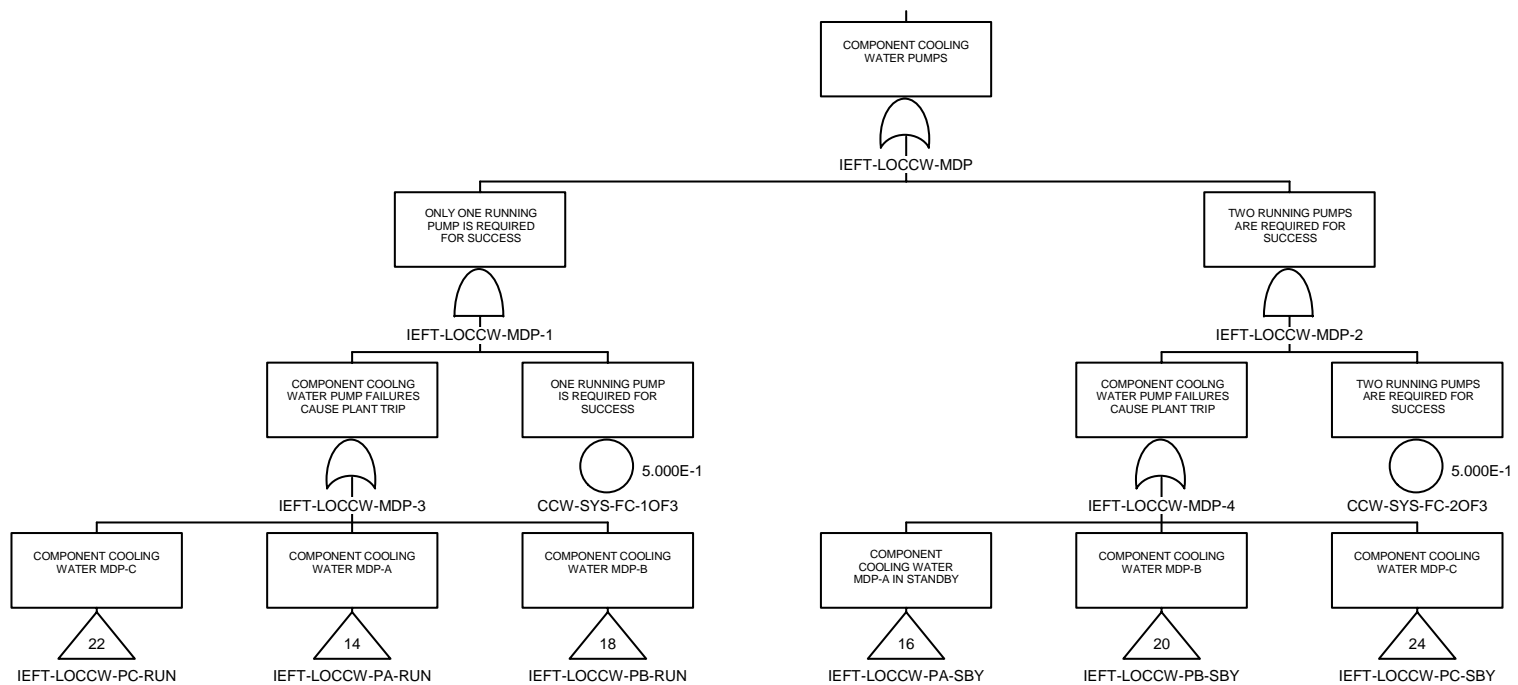 COMPONENT COOLING
WATER PUMPS
IEFT-LOCCW-MDP
ONLY ONE RUNNING
PUMP IS REQUIRED
FOR SUCCESS
TWO RUNNING PUMPS
ARE REQUIRED FOR
SUCCESS
IEFT-LOCCW-MDP-1
IEFT-LOCCW-MDP-2
COMPONENT COOLNG
WATER PUMP FAILURES
CAUSE PLANT TRIP
ONE RUNNING PUMP
IS REQUIRED FOR
SUCCESS
COMPONENT COOLNG
WATER PUMP FAILURES
CAUSE PLANT TRIP
TWO RUNNING PUMPS
ARE REQUIRED FOR
SUCCESS
5.000E-1
5.000E-1
IEFT-LOCCW-MDP-3
CCW-SYS-FC-1OF3
IEFT-LOCCW-MDP-4
CCW-SYS-FC-2OF3
COMPONENT COOLING
WATER MDP-C
COMPONENT COOLING
WATER MDP-A
COMPONENT COOLING
WATER MDP-B
COMPONENT
COOLING WATER
MDP-A IN STANDBY
COMPONENT COOLING
WATER MDP-B
COMPONENT COOLING
WATER MDP-C
22
14
18
16
20
24
IEFT-LOCCW-PC-RUN
IEFT-LOCCW-PA-RUN
IEFT-LOCCW-PB-RUN
IEFT-LOCCW-PA-SBY
IEFT-LOCCW-PB-SBY
IEFT-LOCCW-PC-SBY